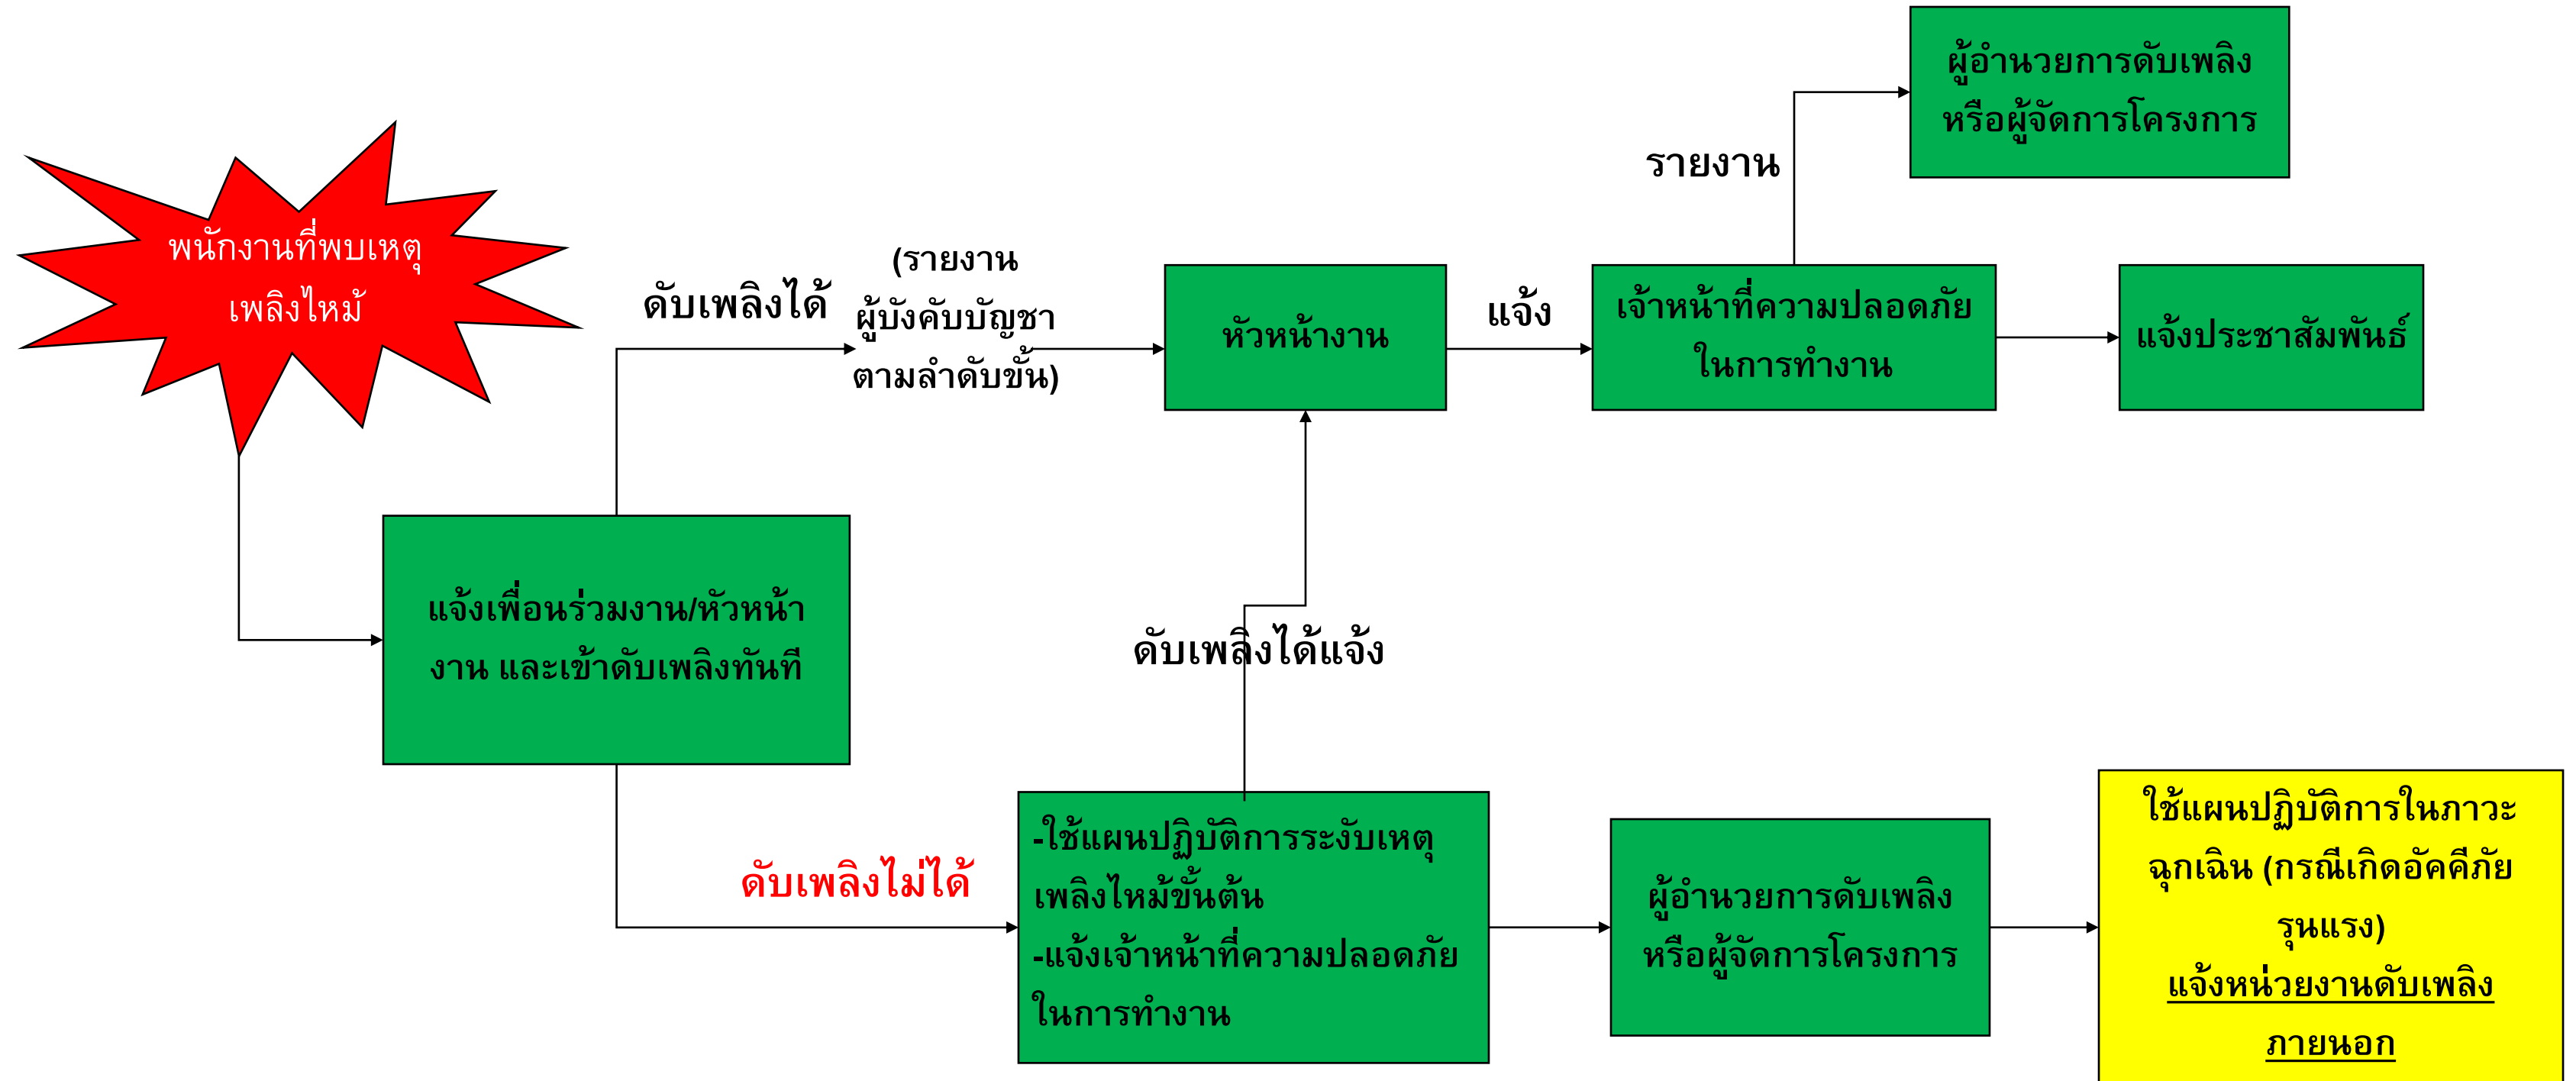 ผู้อำนวยการดับเพลิง
หรือผู้จัดการโครงการ
รายงาน
พนักงานที่พบเหตุ
เพลิงไหม้
ดับเพลิงได้
(รายงาน
ผู้บังคับบัญชา
ตามลำดับขั้น)
หัวหน้างาน
แจ้ง
เจ้าหน้าที่ความปลอดภัย
ในการทำงาน
แจ้งประชาสัมพันธ์
แจ้งเพื่อนร่วมงาน/หัวหน้า
งาน และเข้าดับเพลิงทันที
ดับเพลิงได้แจ้ง
ดับเพลิงไม่ได้
-ใช้แผนปฏิบัติการระงับเหตุ
เพลิงไหม้ขั้นต้น
-แจ้งเจ้าหน้าที่ความปลอดภัย
ในการทำงาน
ผู้อำนวยการดับเพลิง
หรือผู้จัดการโครงการ
ใช้แผนปฏิบัติการในภาวะ
ฉุกเฉิน (กรณีเกิดอัคคีภัย
รุนแรง)
แจ้งหน่วยงานดับเพลิง
ภายนอก